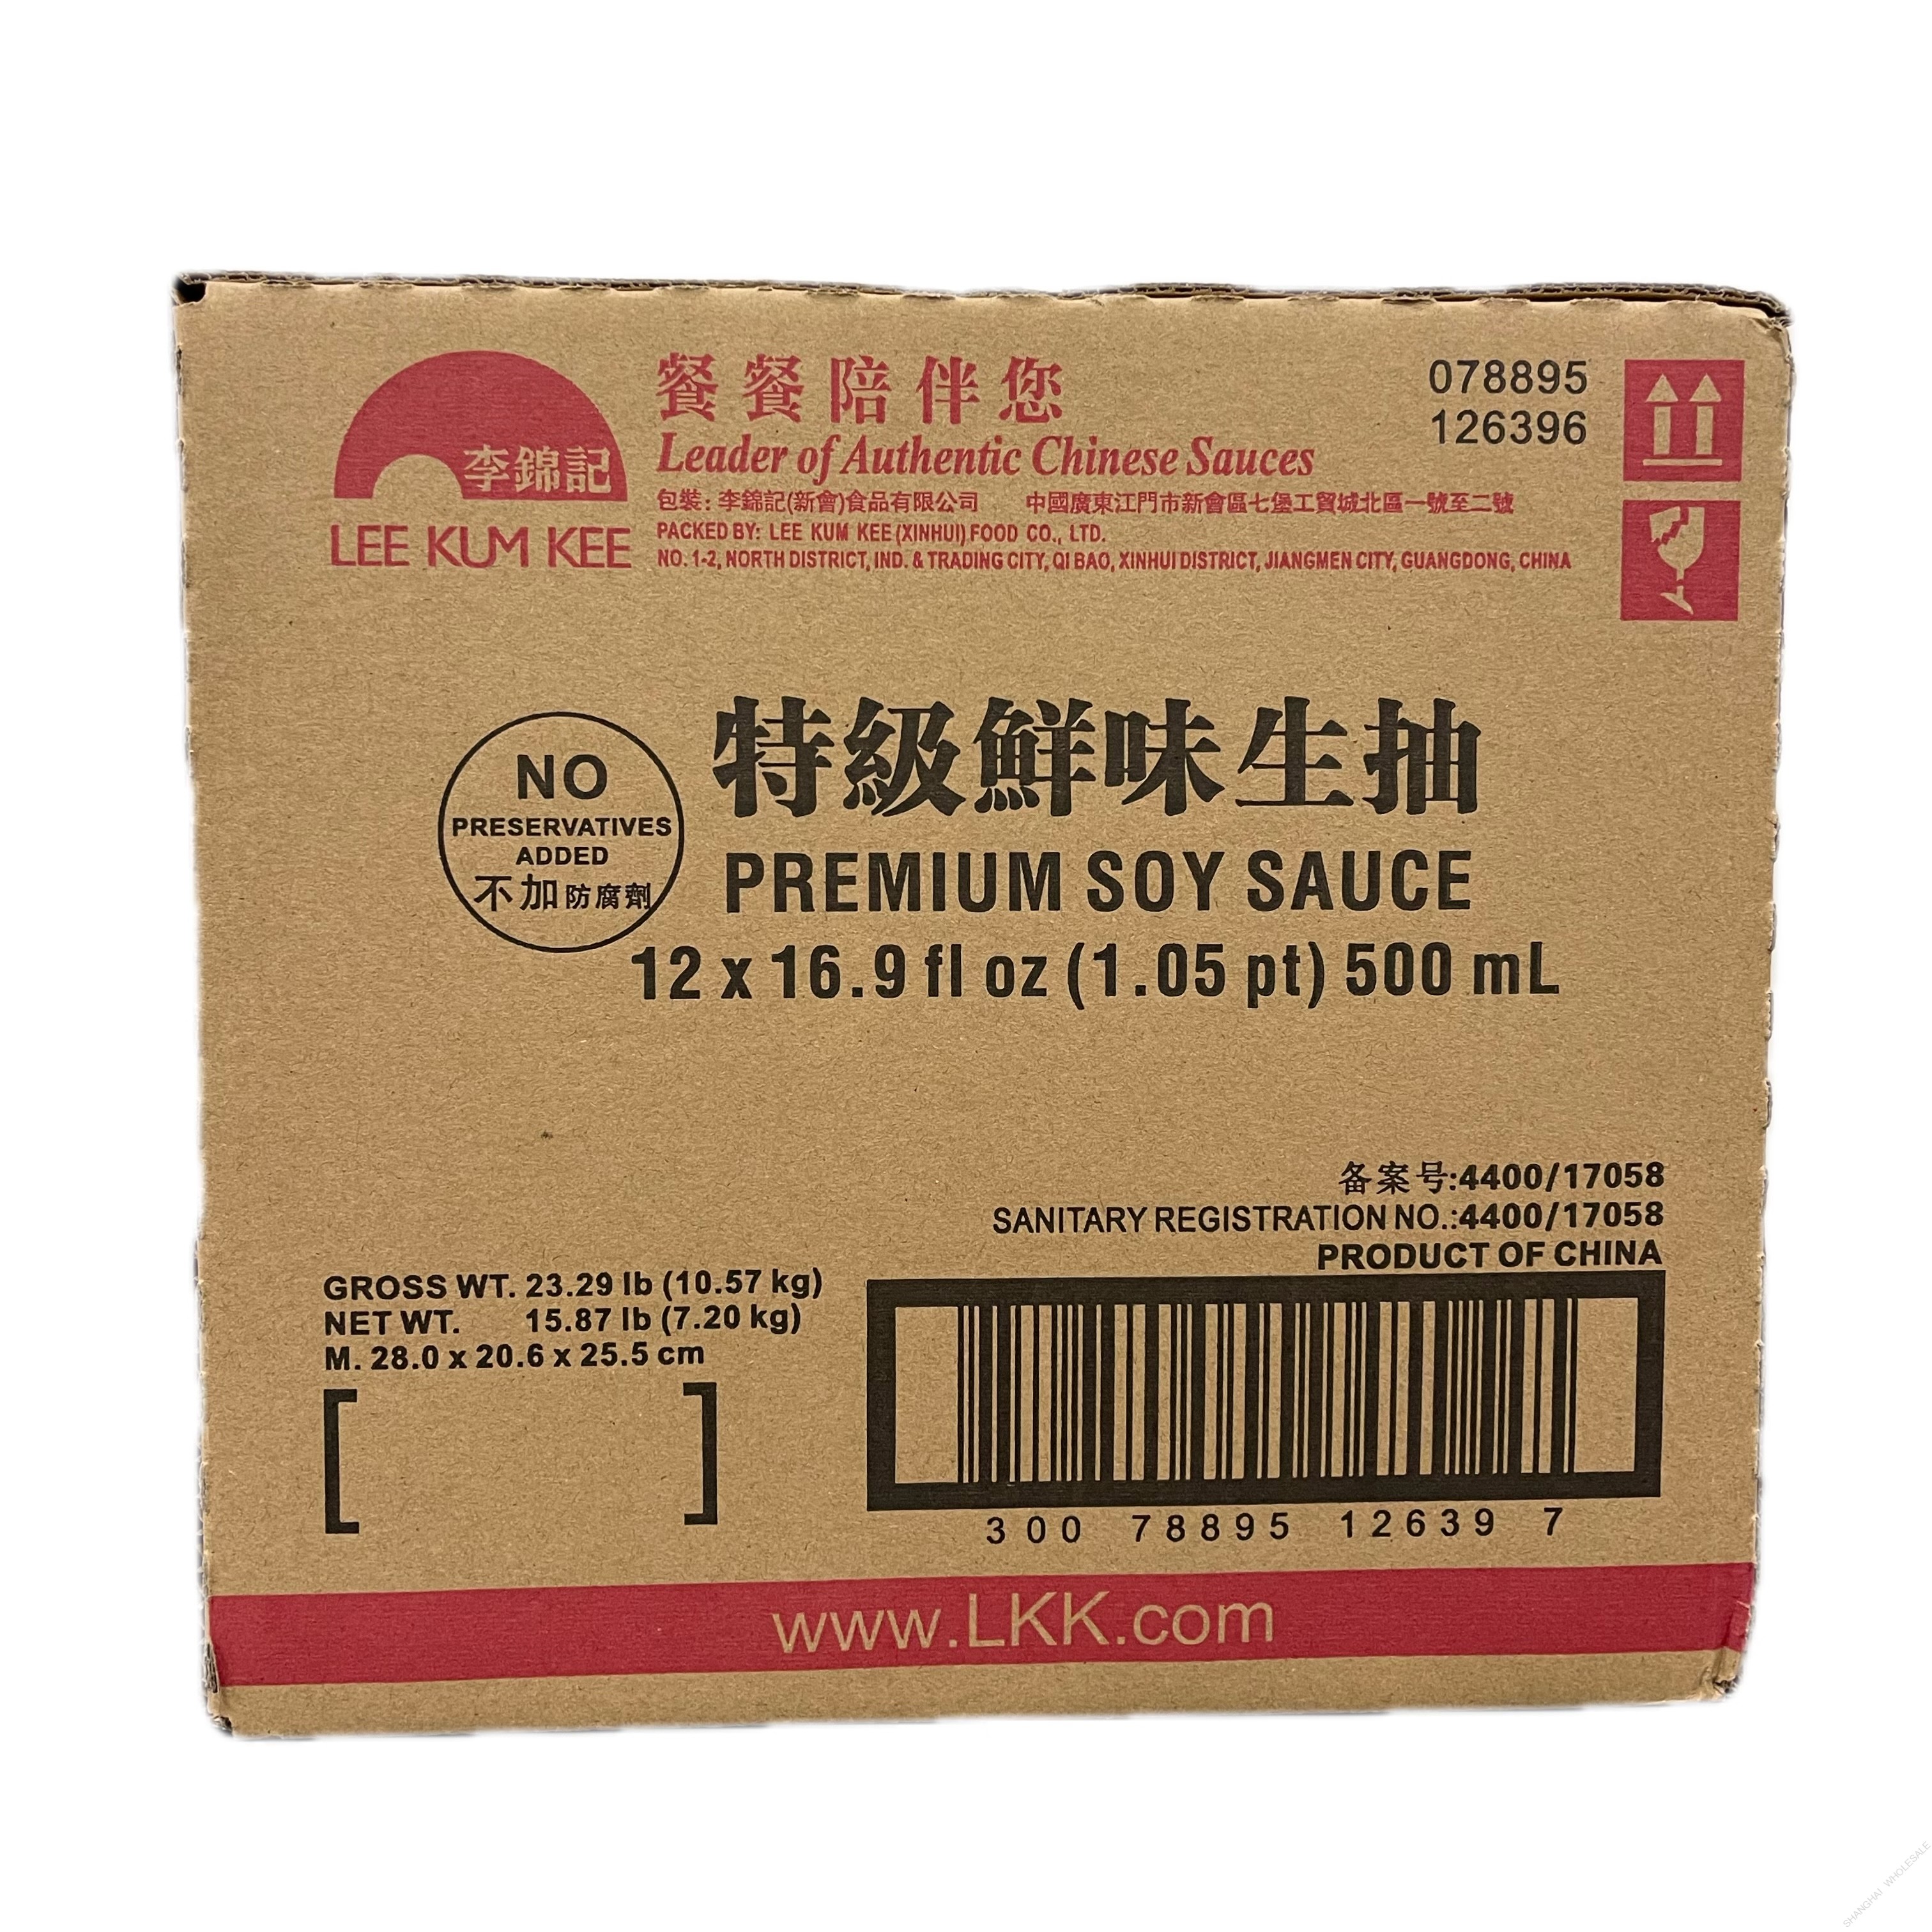 李錦記
LEE KUM KEE
餐餐陪伴您
Leader of Authentic Chinese Sauces
包裝: 李錦記(新會)食品有限公司 中國廣東江門市新會區七堡工貿城北區一號至二號
PACKED BY: LEE KUM KEE (XINHUI) FOOD CO., LTD.
NO. 1-2, NORTH DISTRICT, IND. & TRADING CITY, QI BAO, XINHUI DISTRICT, JIANGMEN CITY, GUANGDONG, CHINA
078895
126396
NO
PRESERVATIVES
ADDED
不加防腐劑
特級鮮味生抽
PREMIUM SOY SAUCE
12 x 16.9 fl oz (1.05 pt) 500 mL
备案号:4400/17058
SANITARY REGISTRATION NO.:4400/17058
PRODUCT OF CHINA
GROSS WT. 23.29 lb (10.57 kg)
NET WT. 15.87 lb (7.20 kg)
M. 28.0 x 20.6 x 25.5 cm
[ ]
300 78895 12639 7
www.LKK.com
SHANGHAI WHOLESALE